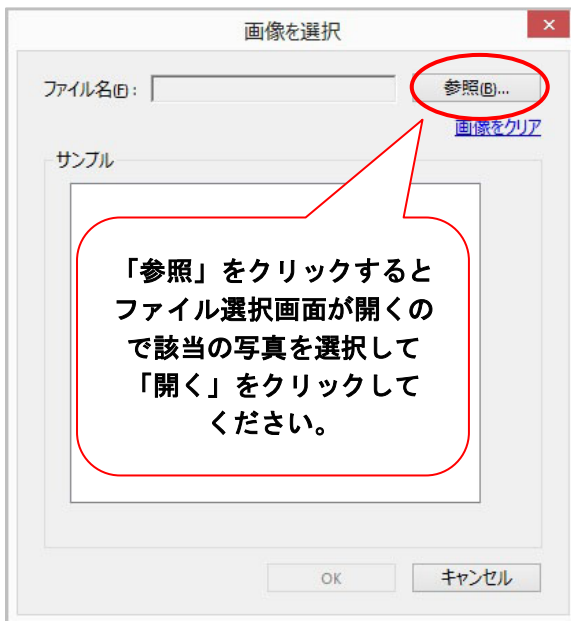 画像を選択
ファイル名(F): 参照(B)...
画像をクリア
サンプル
「参照」をクリックすると
ファイル選択画面が開くの
で該当の写真を選択して
「開く」をクリックして
ください。
OK キャンセル